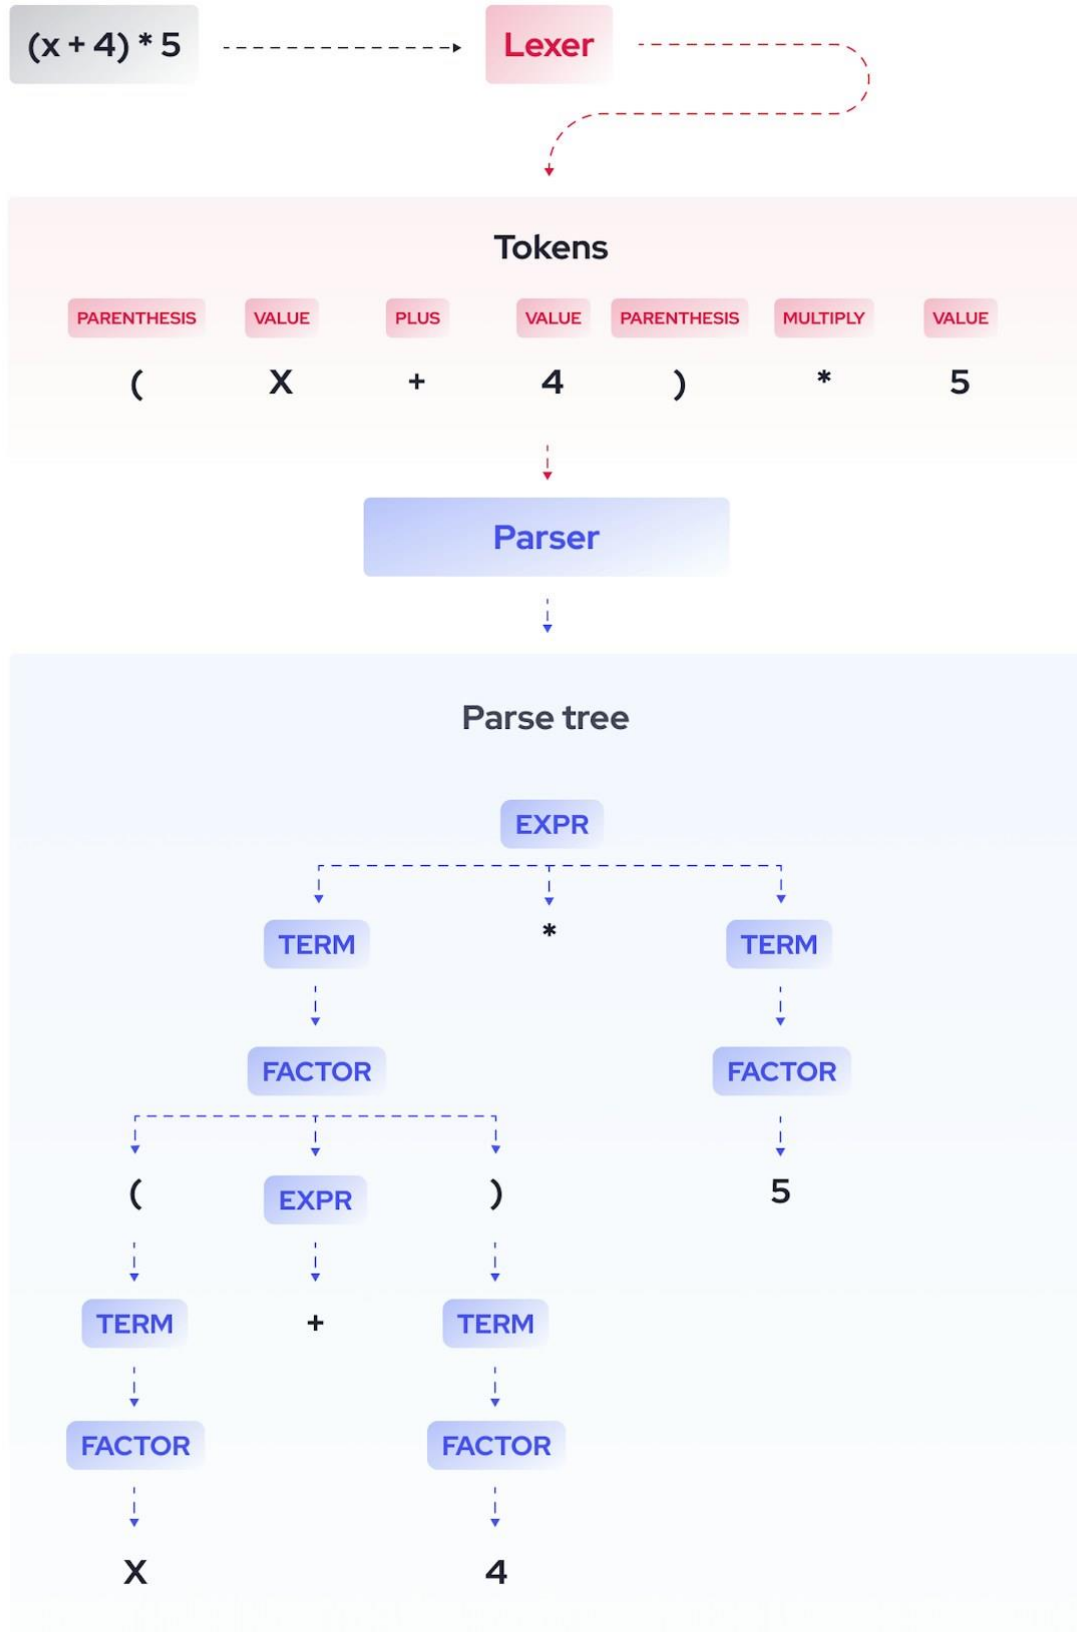 (x + 4) * 5
Lexer
Tokens
PARENTHESIS VALUE PLUS VALUE PARENTHESIS MULTIPLY VALUE
( X + 4 ) * 5
Parser
Parse tree
EXPR
TERM * TERM
FACTOR FACTOR
( EXPR ) 5
TERM + TERM
FACTOR FACTOR
X 4